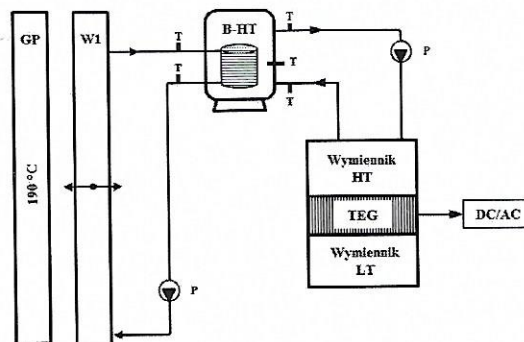 GP
W1
190 °C
T
T
B-HT
T
T
T
P
P
Wymiennik
HT
TEG
Wymiennik
LT
DC/AC